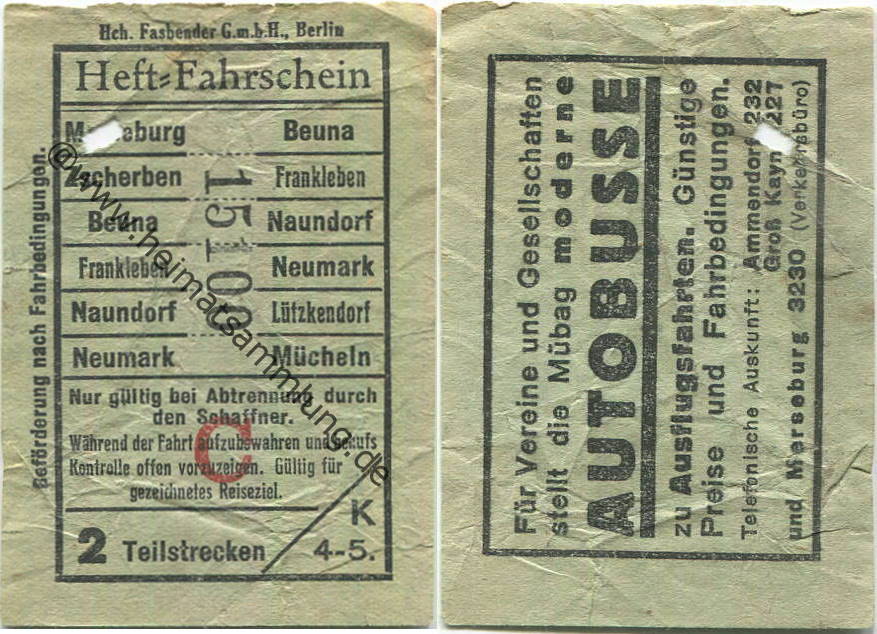 Hch. Fasbender G.m.b.H., Berlin
Heft=Fahrschein
Beuna
Zscherben Frankleben
Beuna Naundorf
Frankleben Neumark
Naundorf Lützkendorf
Neumark Mücheln
1510
Nur gültig bei Abtrennung durch
den Schaffner.
Während der Fahrt aufzubewahren und behufs
Kontrolle offen vorzuzeigen. Gültig für
gezeichnetes Reiseziel.
C
2 Teilstrecken
K
4-5.
Beförderung nach Fahrbedingungen.
@www.heimatsammlung.de
Für Vereine und Gesellschaften
stellt die Mübag moderne
AUTOBUSSE
zu Ausflugsfahrten. Günstige
Preise und Fahrbedingungen.
Telefonische Auskunft: Ammendorf 232
Groß Kayn 227
und Merseburg 3230 (Verkehrsbüro)